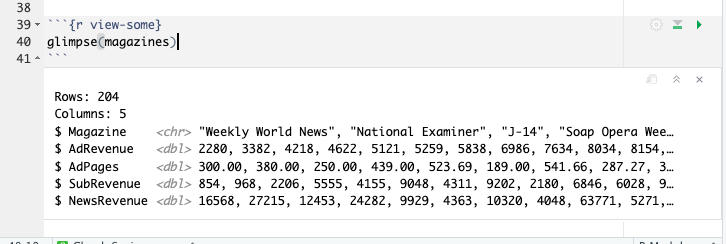 38
39 ```{r view-some}
40 glimpse(magazines)
41 ```
Rows: 204
Columns: 5
$ Magazine <chr> "Weekly World News", "National Examiner", "J-14", "Soap Opera Wee…
$ AdRevenue <dbl> 2280, 3382, 4218, 4622, 5121, 5259, 5838, 6986, 7634, 8034, 8154,…
$ AdPages <dbl> 300.00, 380.00, 250.00, 439.00, 523.69, 189.00, 541.66, 287.27, 3…
$ SubRevenue <dbl> 854, 968, 2206, 5555, 4155, 9048, 4311, 9202, 2180, 6846, 6028, 9…
$ NewsRevenue <dbl> 16568, 27215, 12453, 24282, 9929, 4363, 10320, 4048, 63771, 5271,…